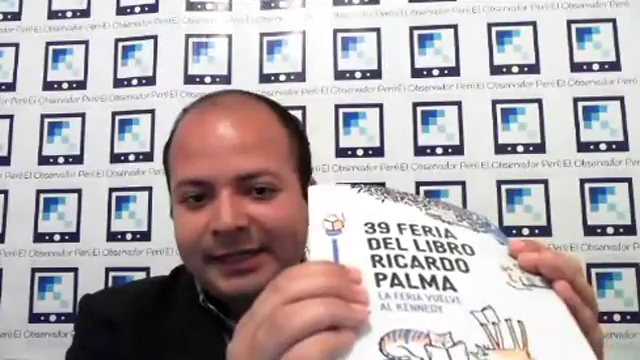 El Observador Perú El Observador Perú El Observador Perú
39 FERIA
DEL LIBRO
RICARDO
PALMA
LA FERIA VUELVE
AL KENNEDY